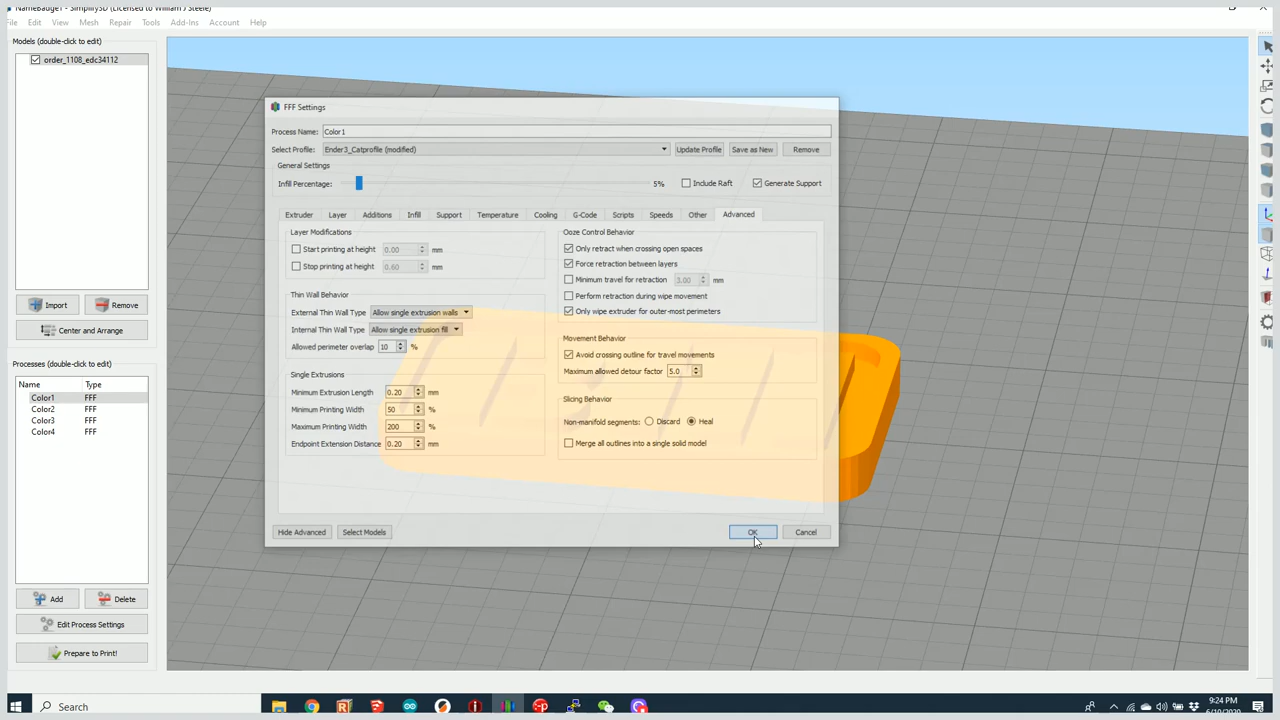 NameBadge1 - Simplify3D (Licensed to William J Steele)
File Edit View Mesh Repair Tools Add-Ins Account Help
Models (double-click to edit)
order_1108_edc34112
Import Remove
Center and Arrange
Processes (double-click to edit)
Name Type
Color1 FFF
Color2 FFF
Color3 FFF
Color4 FFF
Add Delete
Edit Process Settings
Prepare to Print!
FFF Settings
Process Name: Color1
Select Profile: Ender3_Catprofile (modified) Update Profile Save as New Remove
General Settings
Infill Percentage: 5% Include Raft Generate Support
Extruder Layer Additions Infill Support Temperature Cooling G-Code Scripts Speeds Other Advanced
Layer Modifications
Start printing at height 0.00 mm
Stop printing at height 0.60 mm
Thin Wall Behavior
External Thin Wall Type Allow single extrusion walls
Internal Thin Wall Type Allow single extrusion fill
Allowed perimeter overlap 10 %
Single Extrusions
Minimum Extrusion Length 0.20 mm
Minimum Printing Width 50 %
Maximum Printing Width 200 %
Endpoint Extension Distance 0.20 mm
Ooze Control Behavior
Only retract when crossing open spaces
Force retraction between layers
Minimum travel for retraction 3.00 mm
Perform retraction during wipe movement
Only wipe extruder for outer-most perimeters
Movement Behavior
Avoid crossing outline for travel movements
Maximum allowed detour factor 5.0
Slicing Behavior
Non-manifold segments: Discard Heal
Merge all outlines into a single solid model
Hide Advanced Select Models OK Cancel
Search
9:24 PM
6/10/2020